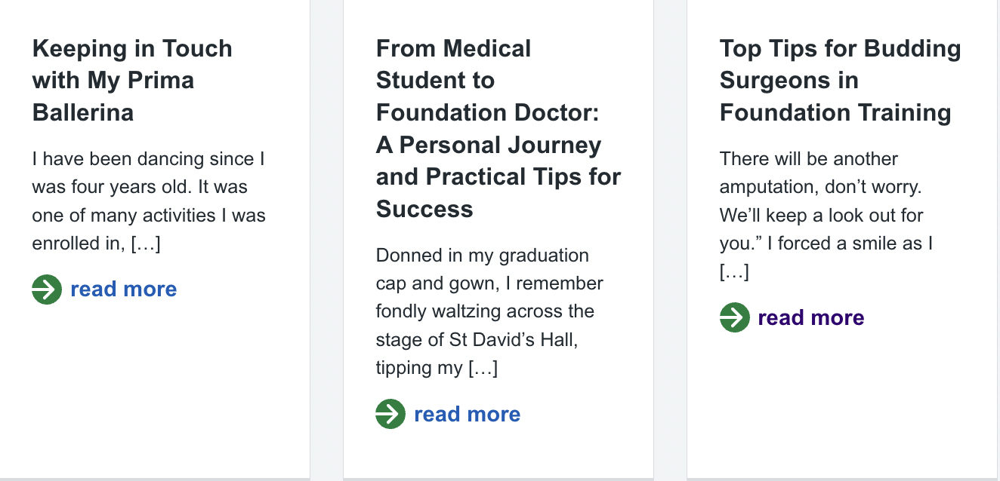 Keeping in Touch
with My Prima
Ballerina
I have been dancing since I
was four years old. It was
one of many activities I was
enrolled in, […]
read more
From Medical
Student to
Foundation Doctor:
A Personal Journey
and Practical Tips for
Success
Donned in my graduation
cap and gown, I remember
fondly waltzing across the
stage of St David’s Hall,
tipping my […]
read more
Top Tips for Budding
Surgeons in
Foundation Training
There will be another
amputation, don’t worry.
We’ll keep a look out for
you.” I forced a smile as I
[…]
read more